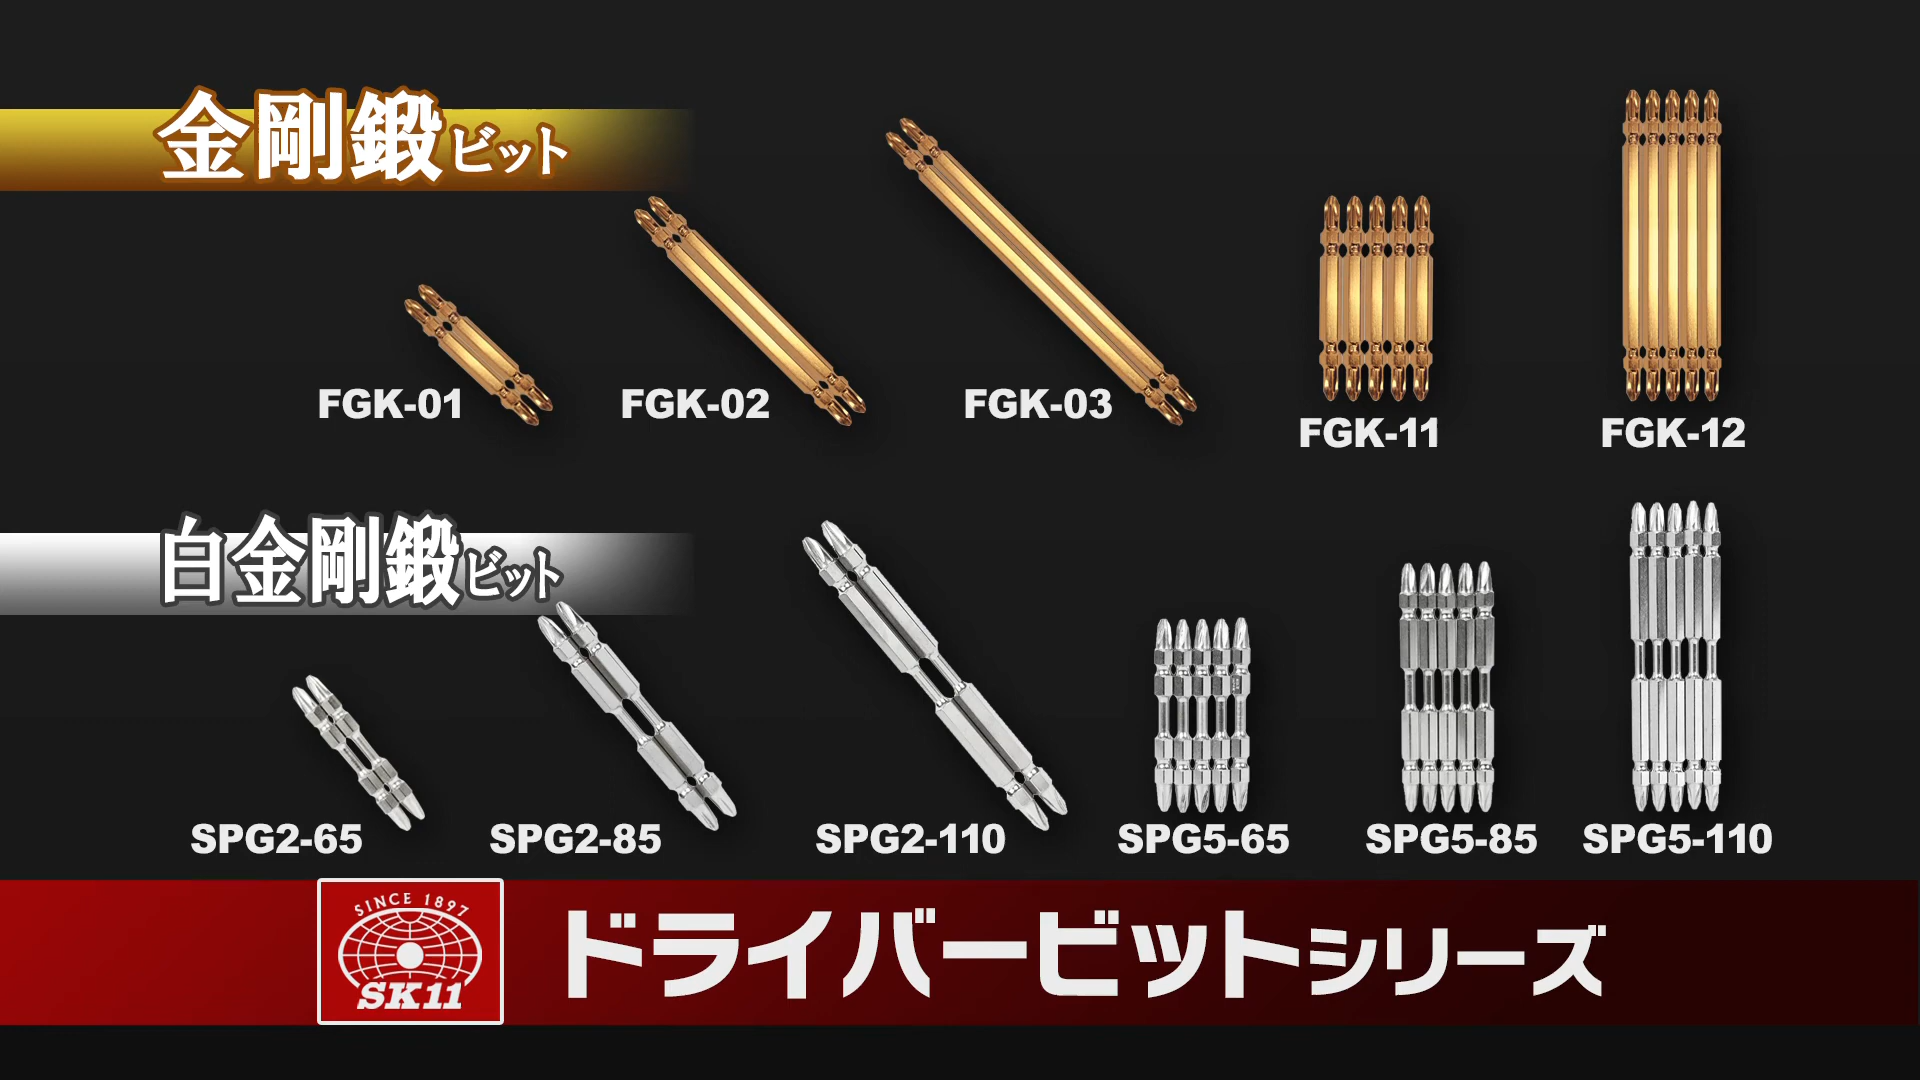 金剛鍛ビット
FGK-01
FGK-02
FGK-03
FGK-11
FGK-12
白金剛鍛ビット
SPG2-65
SPG2-85
SPG2-110
SPG5-65
SPG5-85
SPG5-110
SINCE 1897
SK11
ドライバービットシリーズ